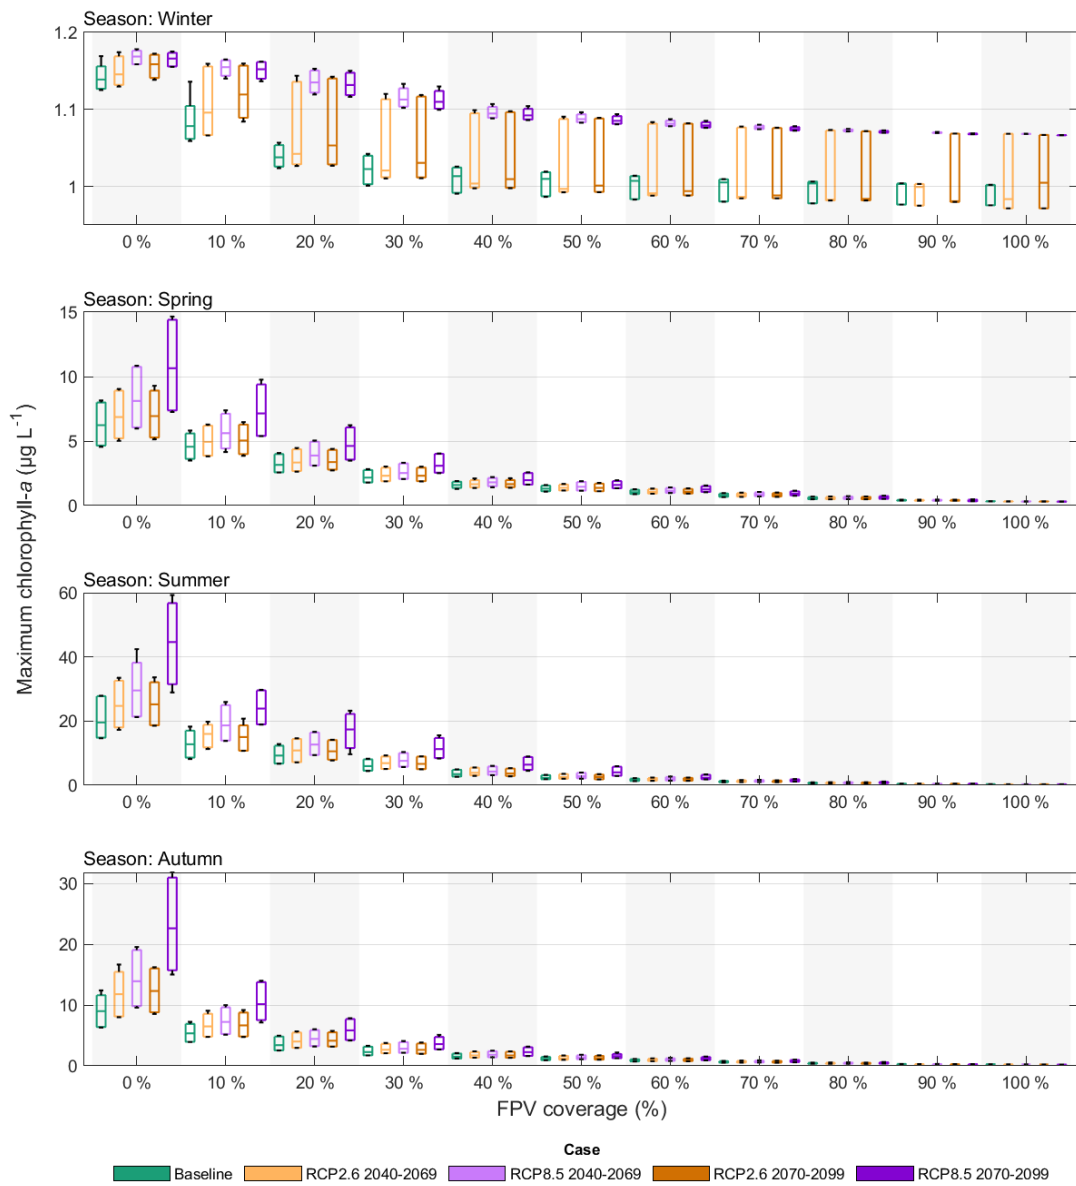 Season: Winter
1.2
1.1
1
0 % 10 % 20 % 30 % 40 % 50 % 60 % 70 % 80 % 90 % 100 %
Season: Spring
15
10
5
0
0 % 10 % 20 % 30 % 40 % 50 % 60 % 70 % 80 % 90 % 100 %
Maximum chlorophyll-a (µg L⁻¹)
Season: Summer
60
40
20
0
0 % 10 % 20 % 30 % 40 % 50 % 60 % 70 % 80 % 90 % 100 %
Season: Autumn
30
20
10
0
0 % 10 % 20 % 30 % 40 % 50 % 60 % 70 % 80 % 90 % 100 %
FPV coverage (%)
Case
Baseline RCP2.6 2040-2069 RCP8.5 2040-2069 RCP2.6 2070-2099 RCP8.5 2070-2099